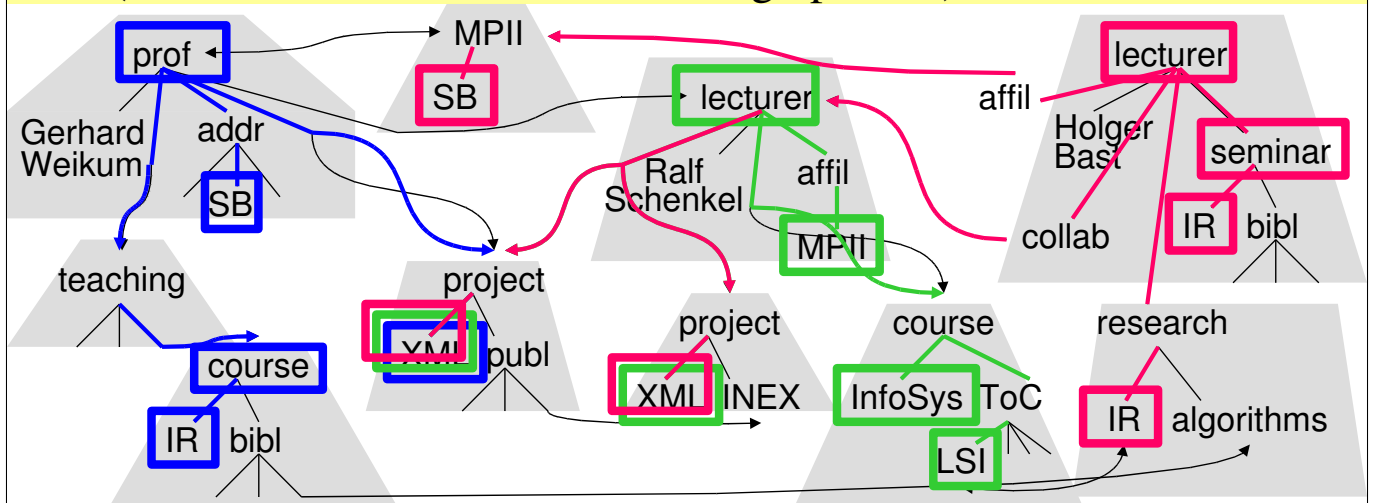 prof
MPII
lecturer
SB
lecturer
affil
Gerhard
Weikum
addr
Holger
Bast
seminar
Ralf
Schenkel
affil
SB
IR
bibl
collab
MPII
teaching
project
project
course
research
XML
publ
course
XML
INEX
InfoSys
ToC
IR
algorithms
IR
bibl
LSI